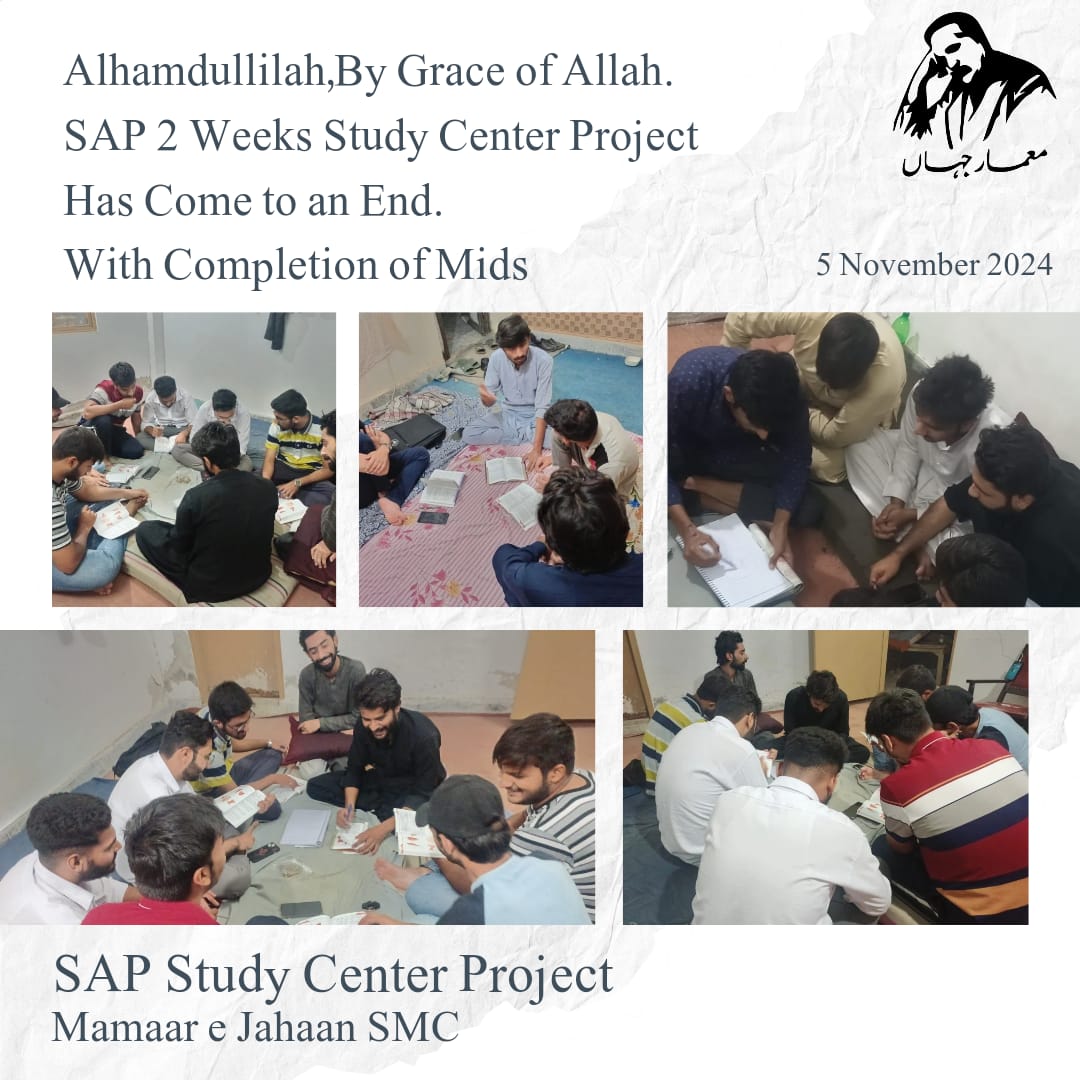 Alhamdullilah,By Grace of Allah.
SAP 2 Weeks Study Center Project
Has Come to an End.
With Completion of Mids
معمار جہاں
5 November 2024
SAP Study Center Project
Mamaar e Jahaan SMC